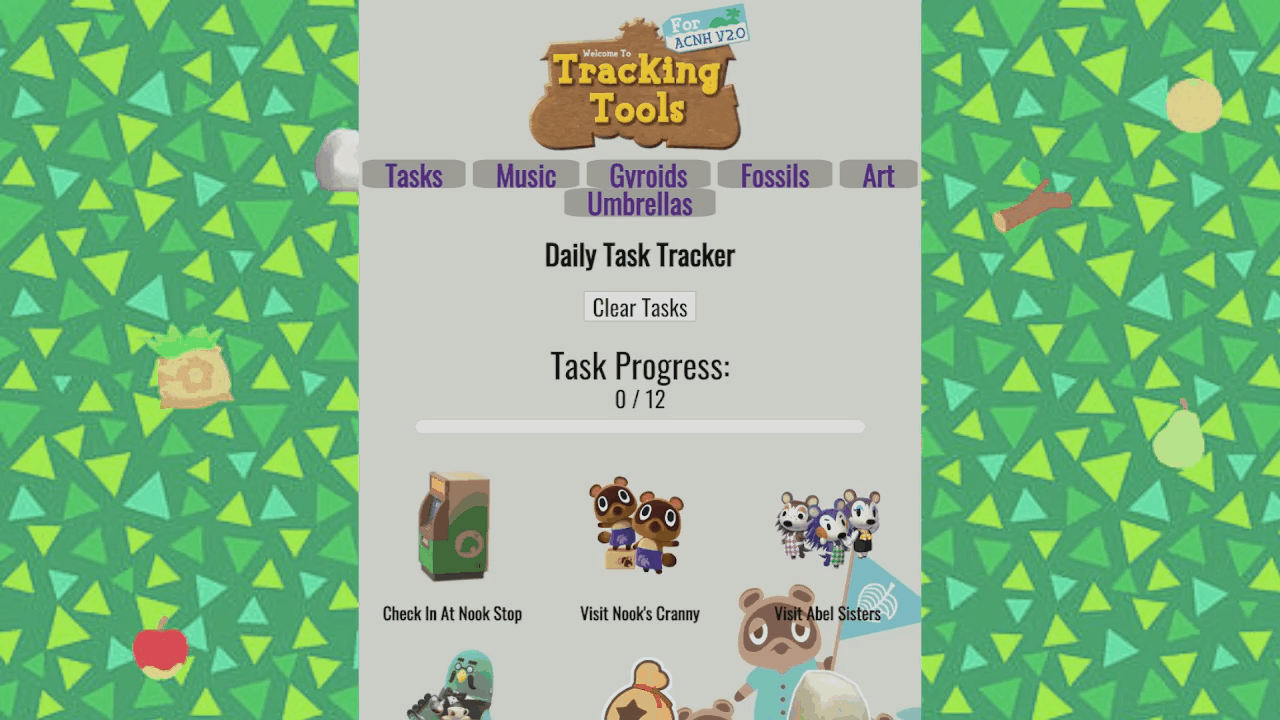 For
ACNH V2.0
Welcome To
Tracking
Tools
Tasks Music Gyroids Fossils Art
Umbrellas
Daily Task Tracker
Clear Tasks
Task Progress:
0 / 12
Check In At Nook Stop Visit Nook's Cranny Visit Abel Sisters